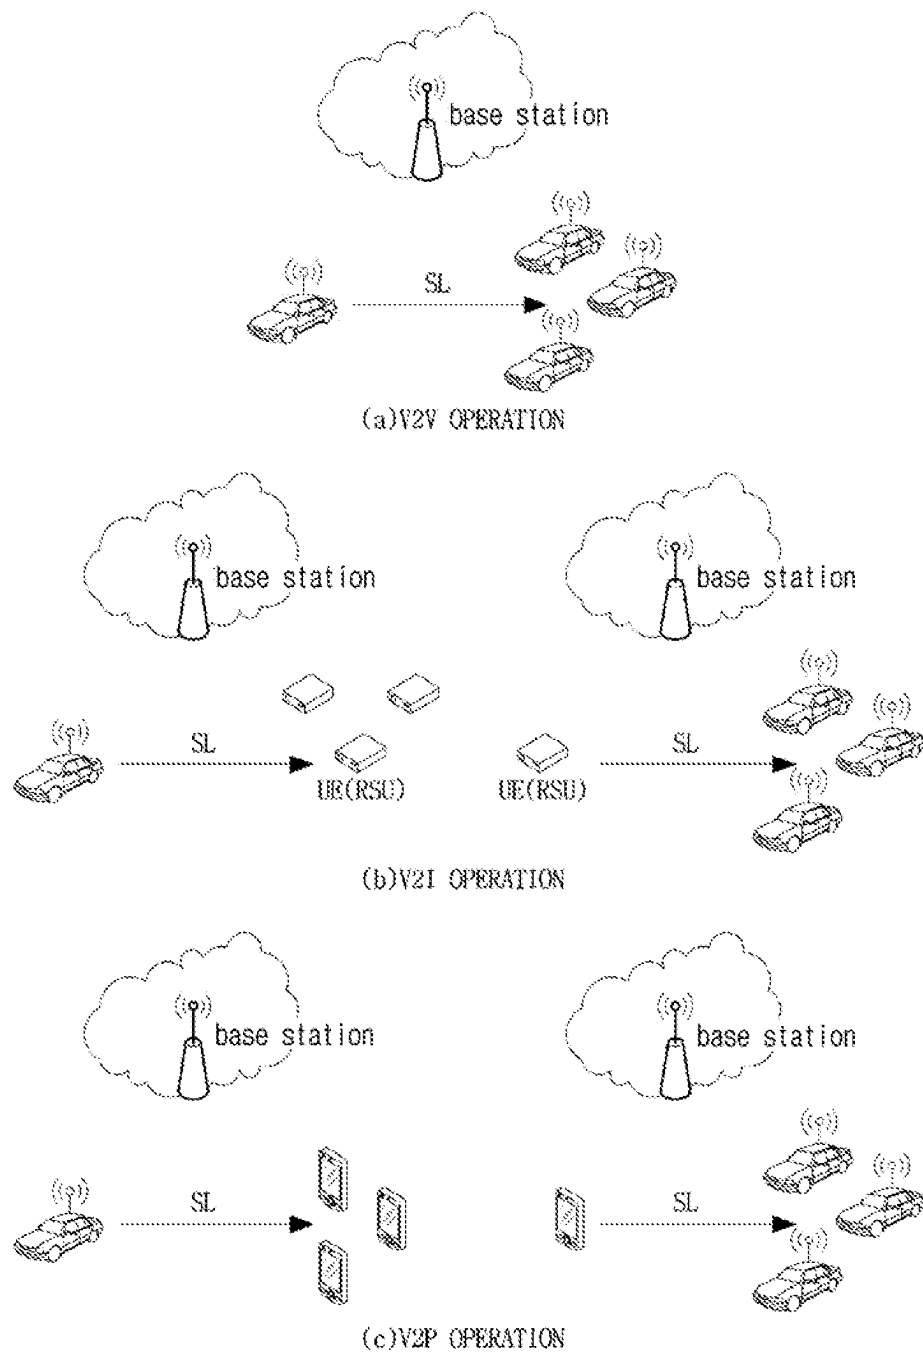 base station
SL
(a)V2V OPERATION
base station
base station
SL
UE(RSU)
UE(RSU)
SL
(b)V2I OPERATION
base station
base station
SL
SL
(c)V2P OPERATION